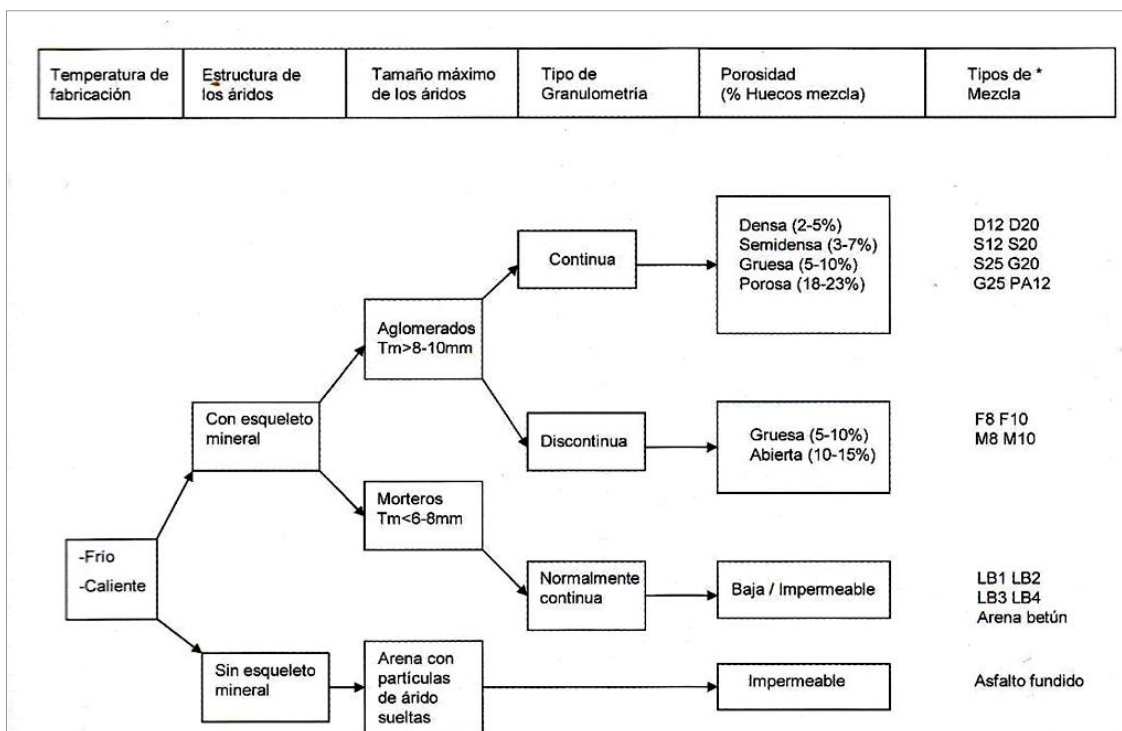 Temperatura de
fabricación
Estructura de
los áridos
Tamaño máximo
de los áridos
Tipo de
Granulometría
Porosidad
(% Huecos mezcla)
Tipos de *
Mezcla
Densa (2-5%)
Semidensa (3-7%)
Gruesa (5-10%)
Porosa (18-23%)
D12 D20
S12 S20
S25 G20
G25 PA12
Continua
Aglomerados
Tm>8-10mm
Con esqueleto
mineral
Discontinua
Gruesa (5-10%)
Abierta (10-15%)
F8 F10
M8 M10
Morteros
Tm<6-8mm
-Frío
-Caliente
Normalmente
continua
Baja / Impermeable
LB1 LB2
LB3 LB4
Arena betún
Sin esqueleto
mineral
Arena con
partículas
de árido
sueltas
Impermeable
Asfalto fundido